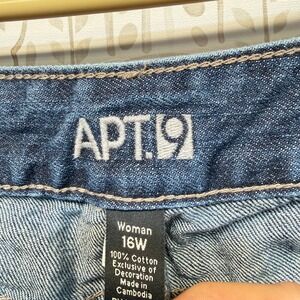 APT.9
Woman
16W
100% Cotton
Exclusive of
Decoration
Made in
Cambodia